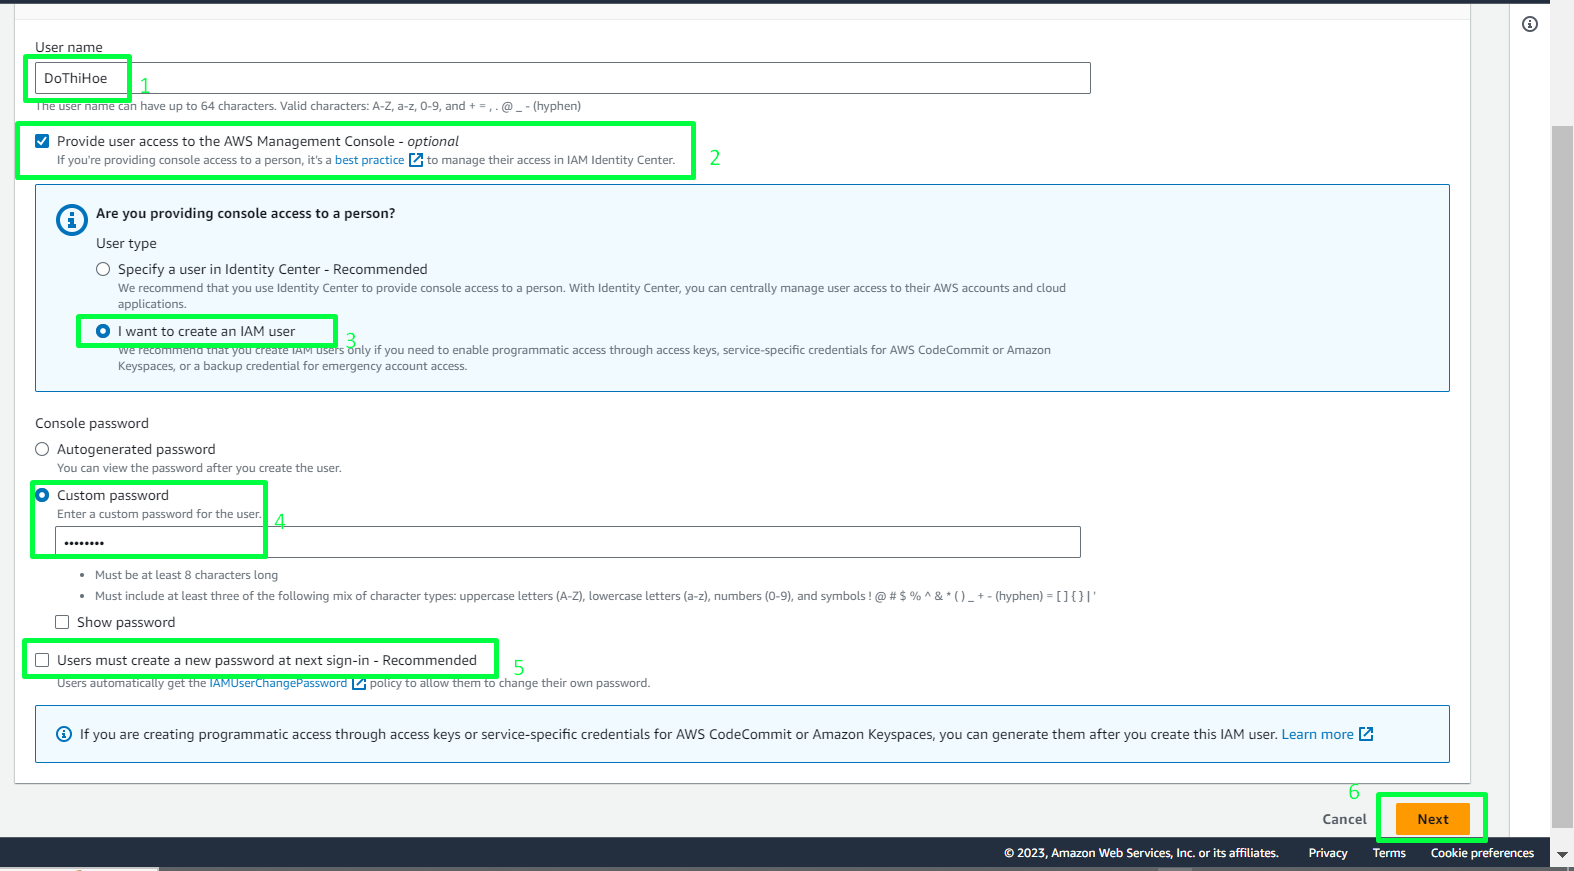 User name
DoThiHoe
1
The user name can have up to 64 characters. Valid characters: A-Z, a-z, 0-9, and + = , . @ _ - (hyphen)
Provide user access to the AWS Management Console - optional
If you're providing console access to a person, it's a best practice to manage their access in IAM Identity Center.
2
Are you providing console access to a person?
User type
Specify a user in Identity Center - Recommended
We recommend that you use Identity Center to provide console access to a person. With Identity Center, you can centrally manage user access to their AWS accounts and cloud
applications.
I want to create an IAM user
3
We recommend that you create IAM users only if you need to enable programmatic access through access keys, service-specific credentials for AWS CodeCommit or Amazon
Keyspaces, or a backup credential for emergency account access.
Console password
Autogenerated password
You can view the password after you create the user.
Custom password
Enter a custom password for the user.
4
••••••••
• Must be at least 8 characters long
• Must include at least three of the following mix of character types: uppercase letters (A-Z), lowercase letters (a-z), numbers (0-9), and symbols ! @ # $ % ^ & * ( ) _ + - (hyphen) = [ ] { } | '
Show password
Users must create a new password at next sign-in - Recommended
5
Users automatically get the IAMUserChangePassword policy to allow them to change their own password.
If you are creating programmatic access through access keys or service-specific credentials for AWS CodeCommit or Amazon Keyspaces, you can generate them after you create this IAM user. Learn more
6
Cancel Next
© 2023, Amazon Web Services, Inc. or its affiliates. Privacy Terms Cookie preferences